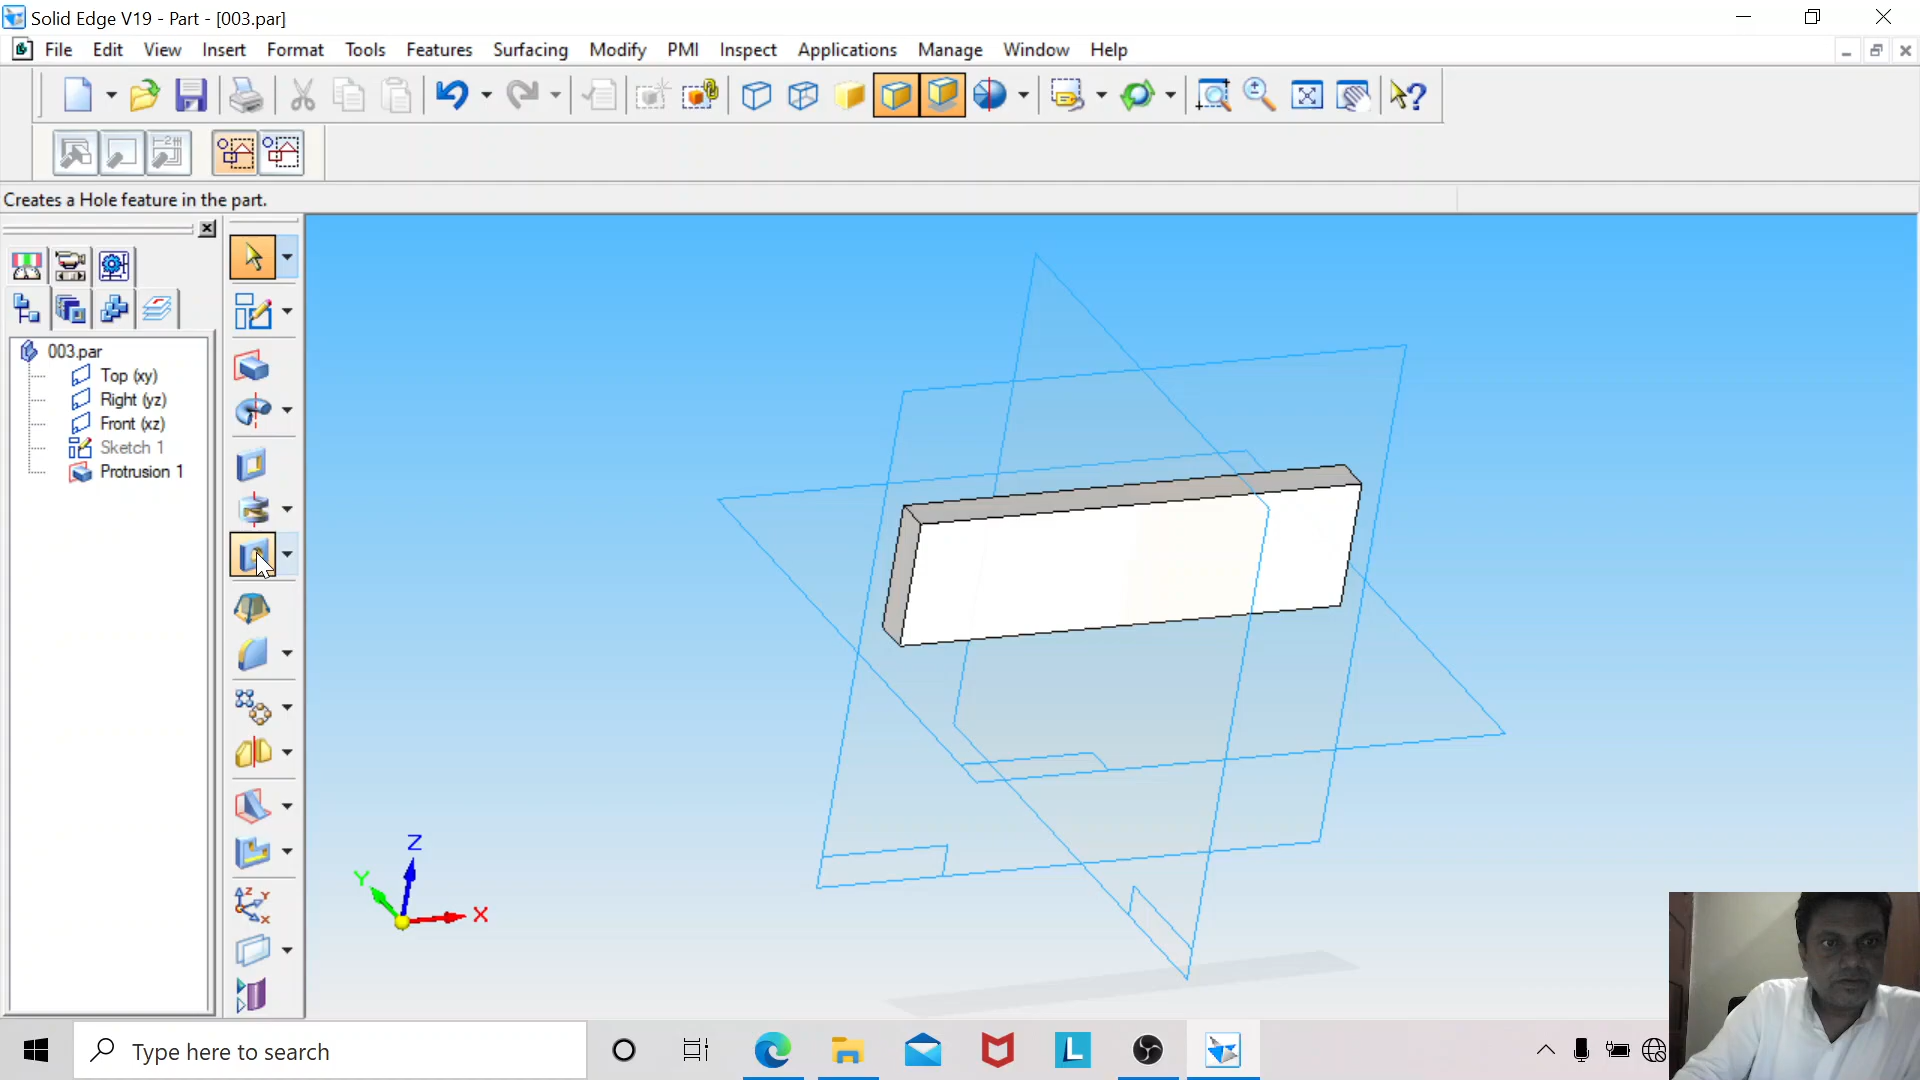 Solid Edge V19 - Part - [003.par]
File Edit View Insert Format Tools Features Surfacing Modify PMI Inspect Applications Manage Window Help
Creates a Hole feature in the part.
003.par
Top (xy)
Right (yz)
Front (xz)
Sketch 1
Protrusion 1
Z
Y
X
Type here to search